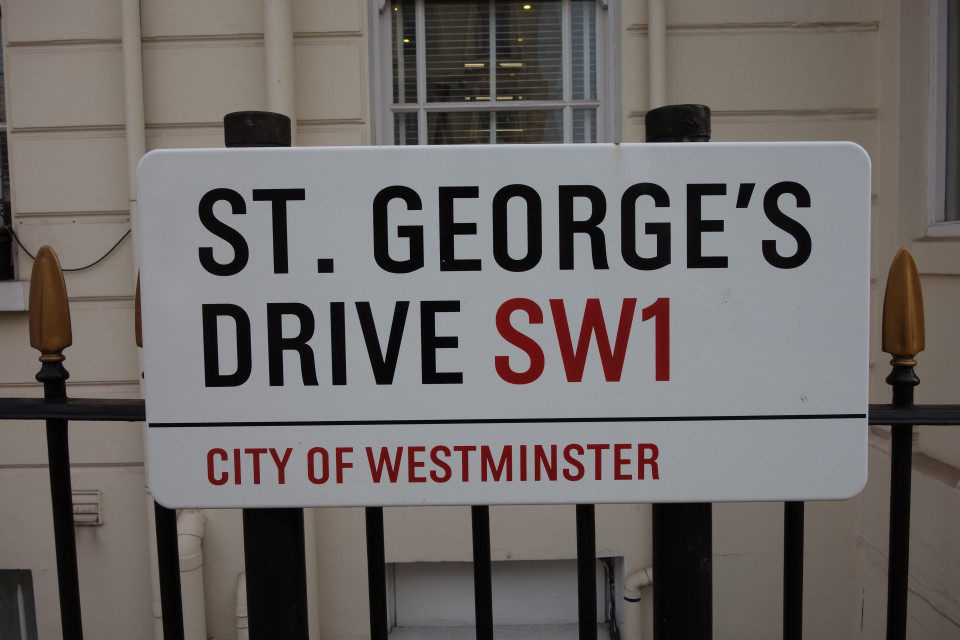 ST. GEORGE'S
DRIVE SW1
CITY OF WESTMINSTER